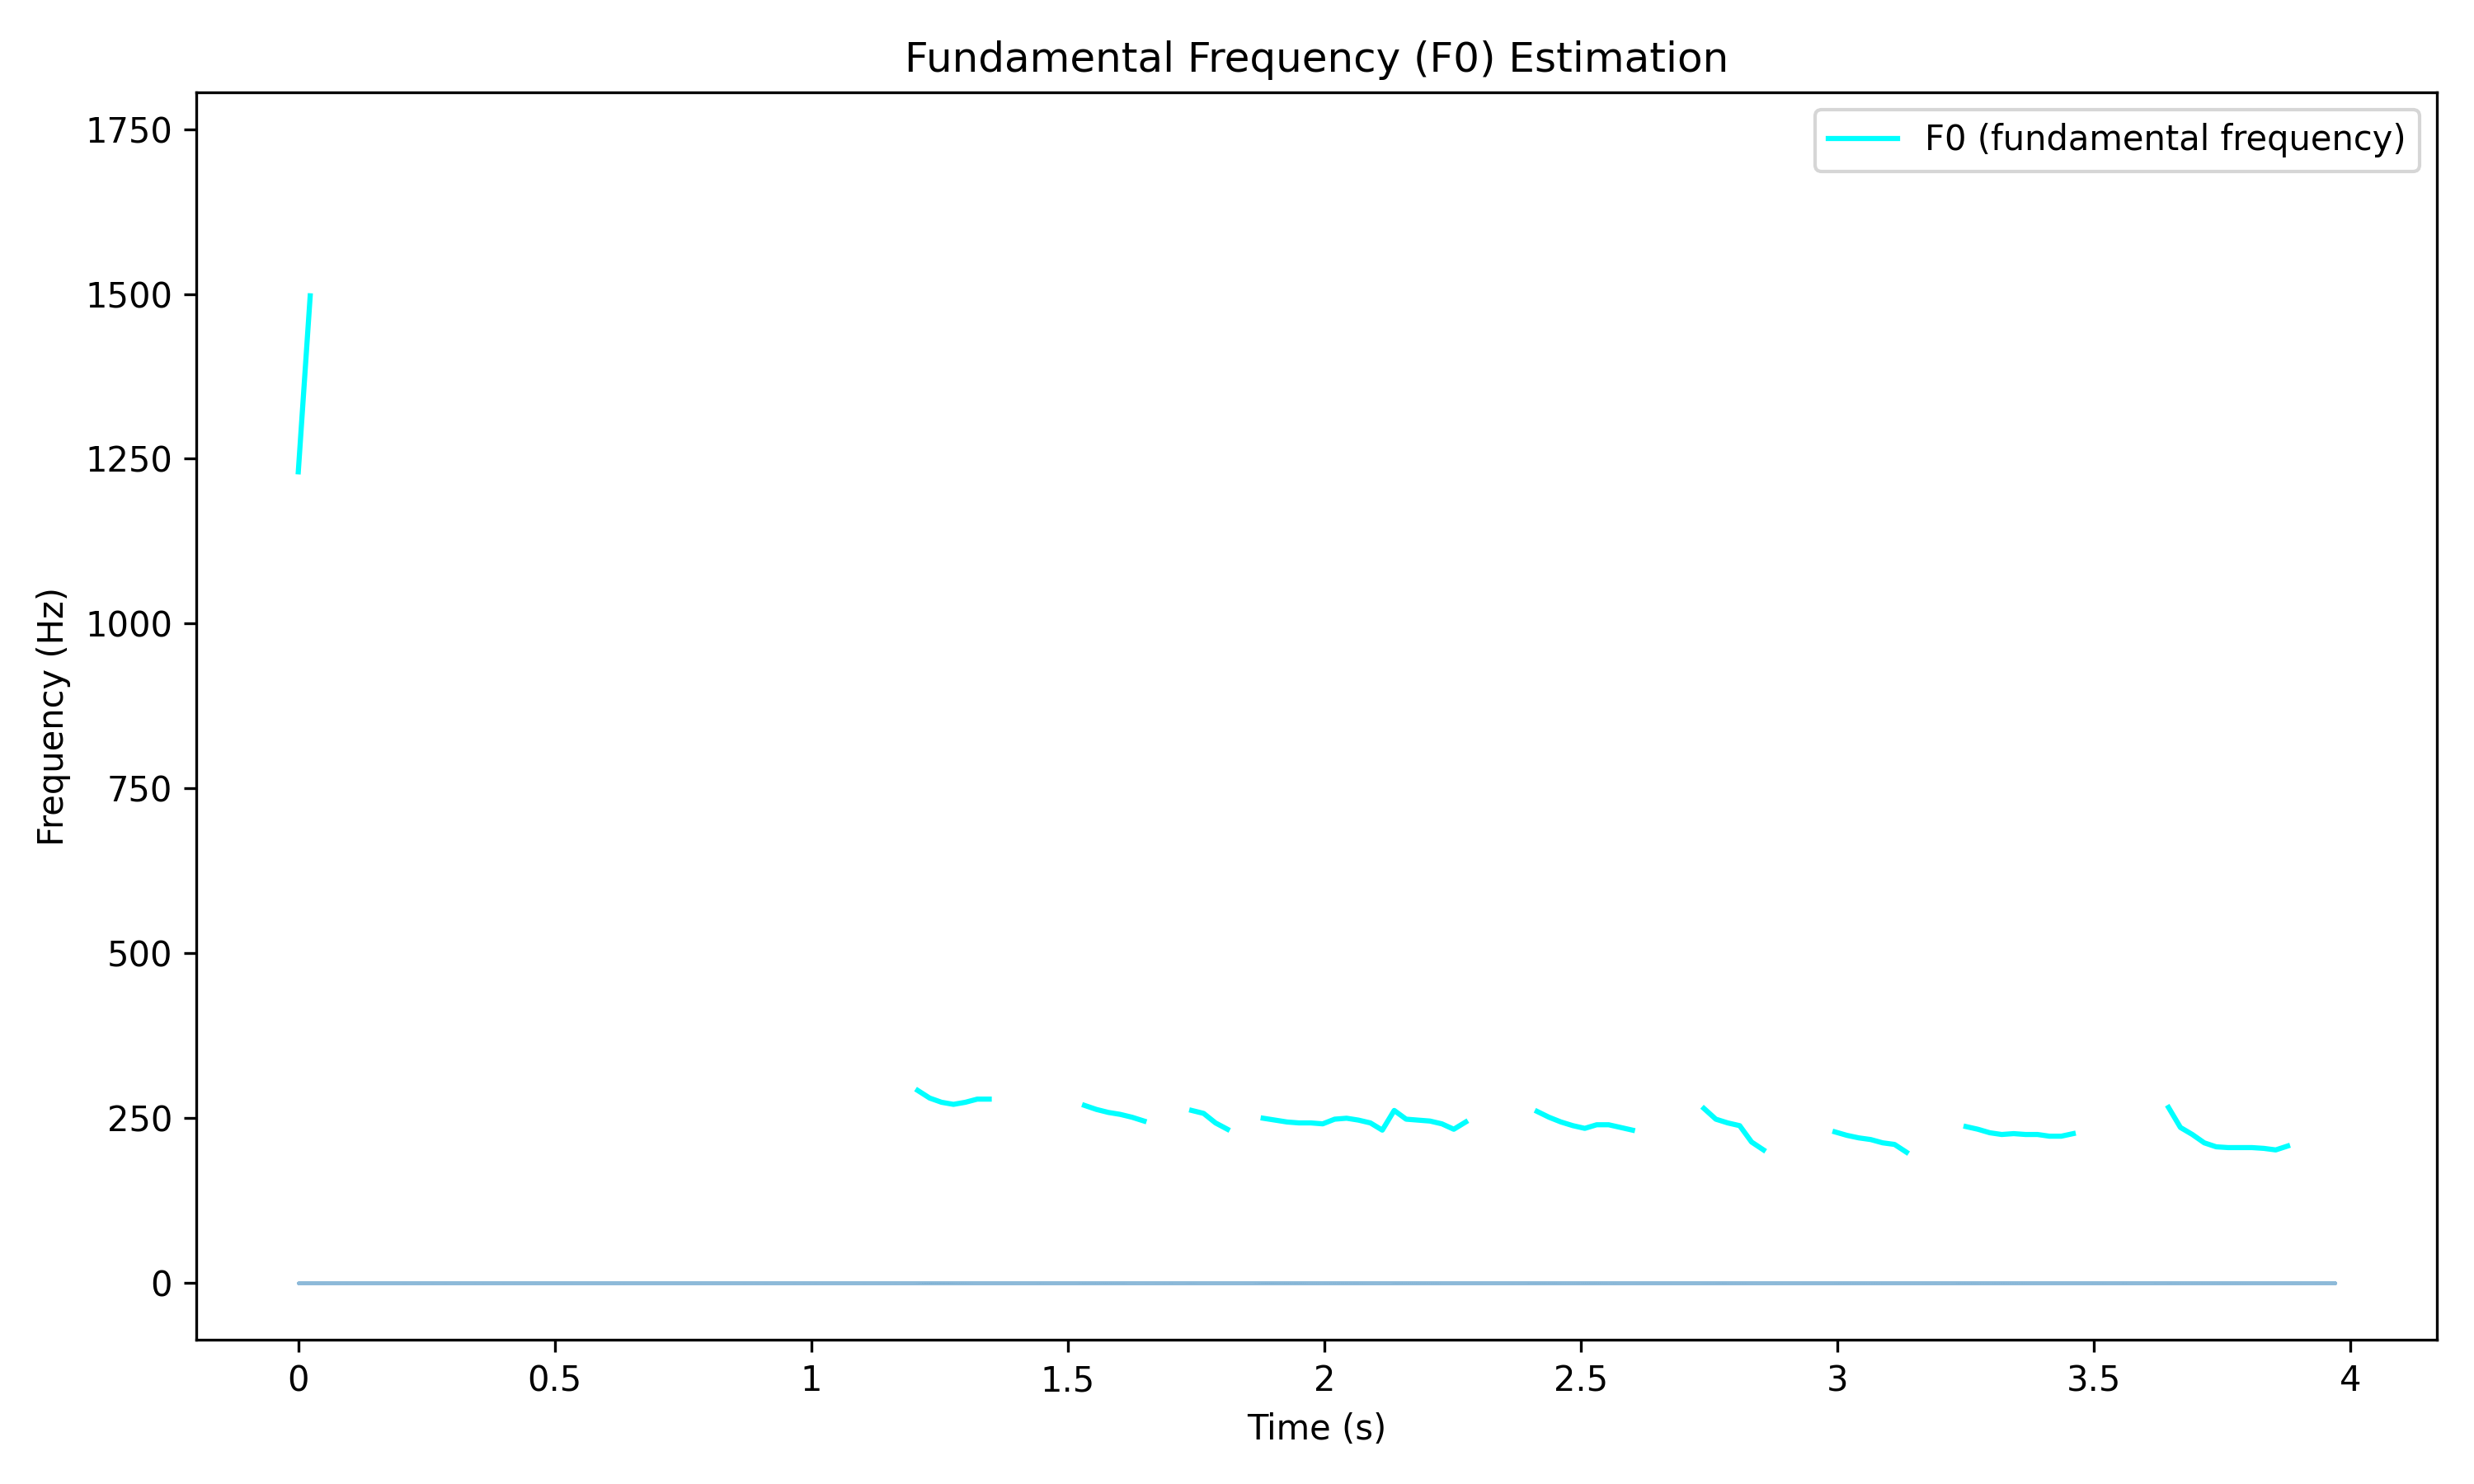 Fundamental Frequency (F0) Estimation
F0 (fundamental frequency)
Frequency (Hz)
1750
1500
1250
1000
750
500
250
0
0 0.5 1 1.5 2 2.5 3 3.5 4
Time (s)